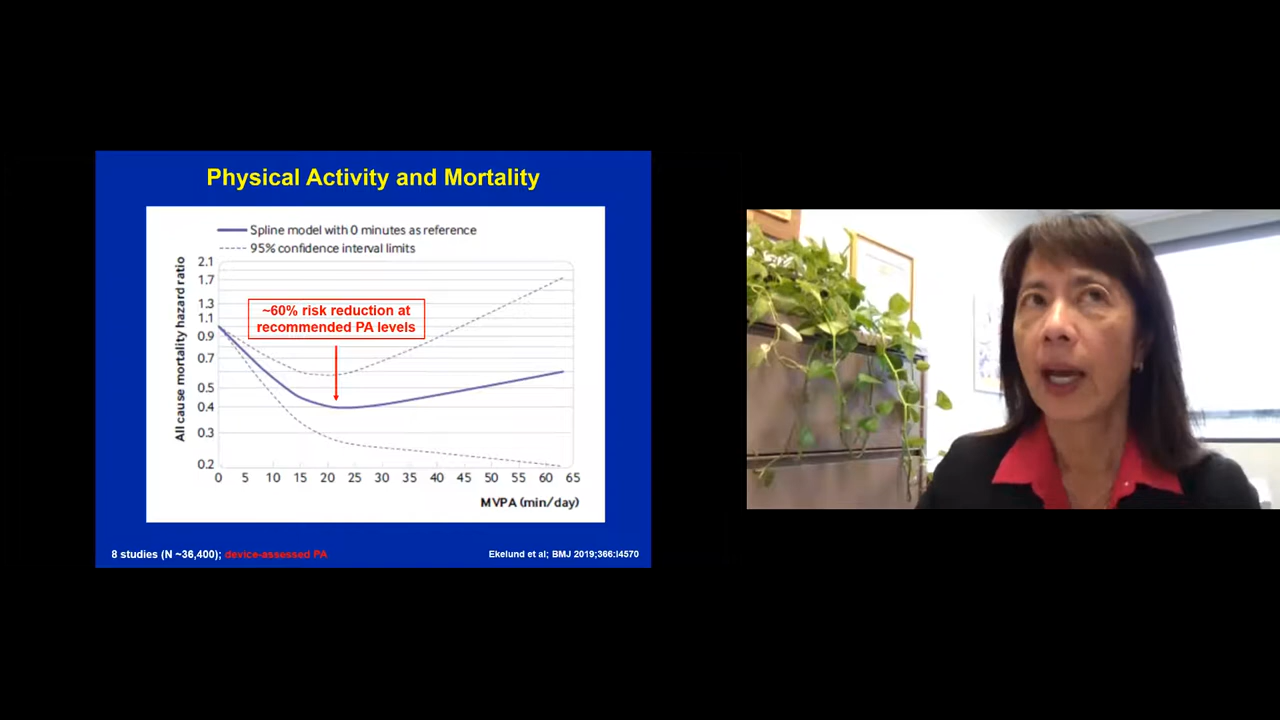 Physical Activity and Mortality
Spline model with 0 minutes as reference
95% confidence interval limits
All cause mortality hazard ratio
2.1
1.7
1.3
1.1
0.9
0.7
0.5
0.4
0.3
0.2
~60% risk reduction at
recommended PA levels
0 5 10 15 20 25 30 35 40 45 50 55 60 65
MVPA (min/day)
8 studies (N ~36,400); device-assessed PA
Ekelund et al; BMJ 2019;366:l4570